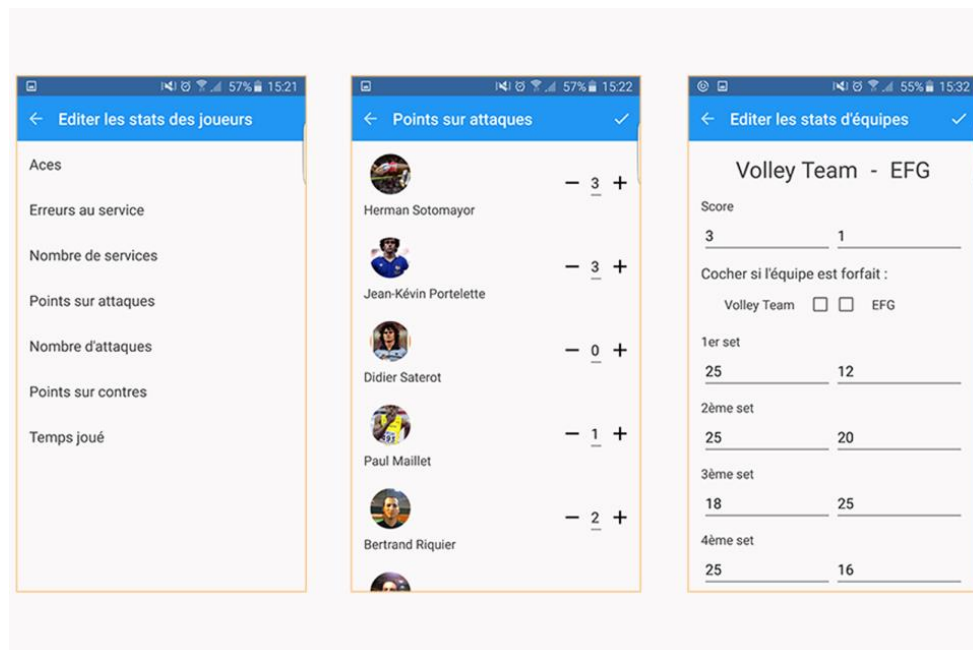 57% 15:21
Editer les stats des joueurs
Aces
Erreurs au service
Nombre de services
Points sur attaques
Nombre d'attaques
Points sur contres
Temps joué
57% 15:22
Points sur attaques
3
Herman Sotomayor
3
Jean-Kévin Portelette
0
Didier Saterot
1
Paul Maillet
2
Bertrand Riquier
55% 15:32
Editer les stats d'équipes
Volley Team - EFG
Score
3 1
Cocher si l'équipe est forfait :
Volley Team EFG
1er set
25 12
2ème set
25 20
3ème set
18 25
4ème set
25 16